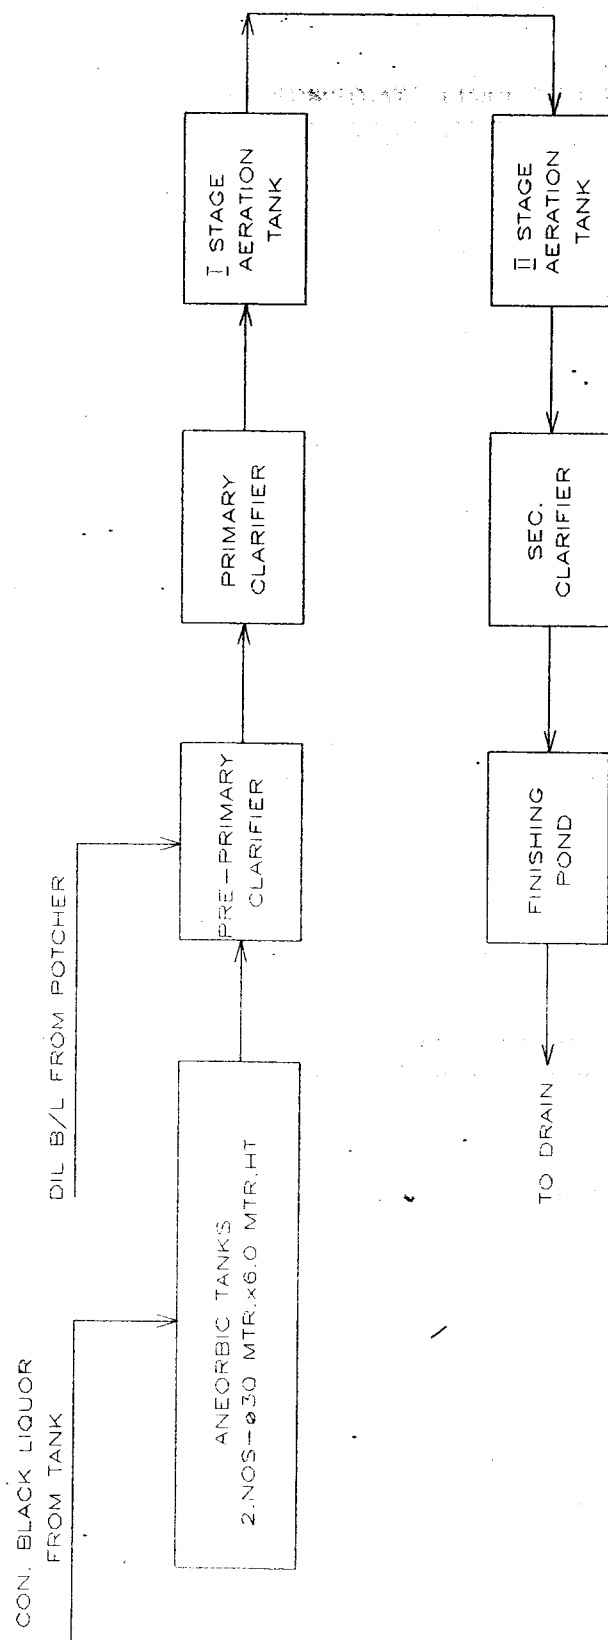 CON. BLACK LIQUOR
FROM TANK
ANEORBIC TANKS
2.NOS-ø30 MTR.x6.0 MTR.HT
DIL B/L FROM POTCHER
PRE-PRIMARY
CLARIFIER
PRIMARY
CLARIFIER
I STAGE
AERATION
TANK
II STAGE
AERATION
TANK
SEC.
CLARIFIER
FINISHING
POND
TO DRAIN